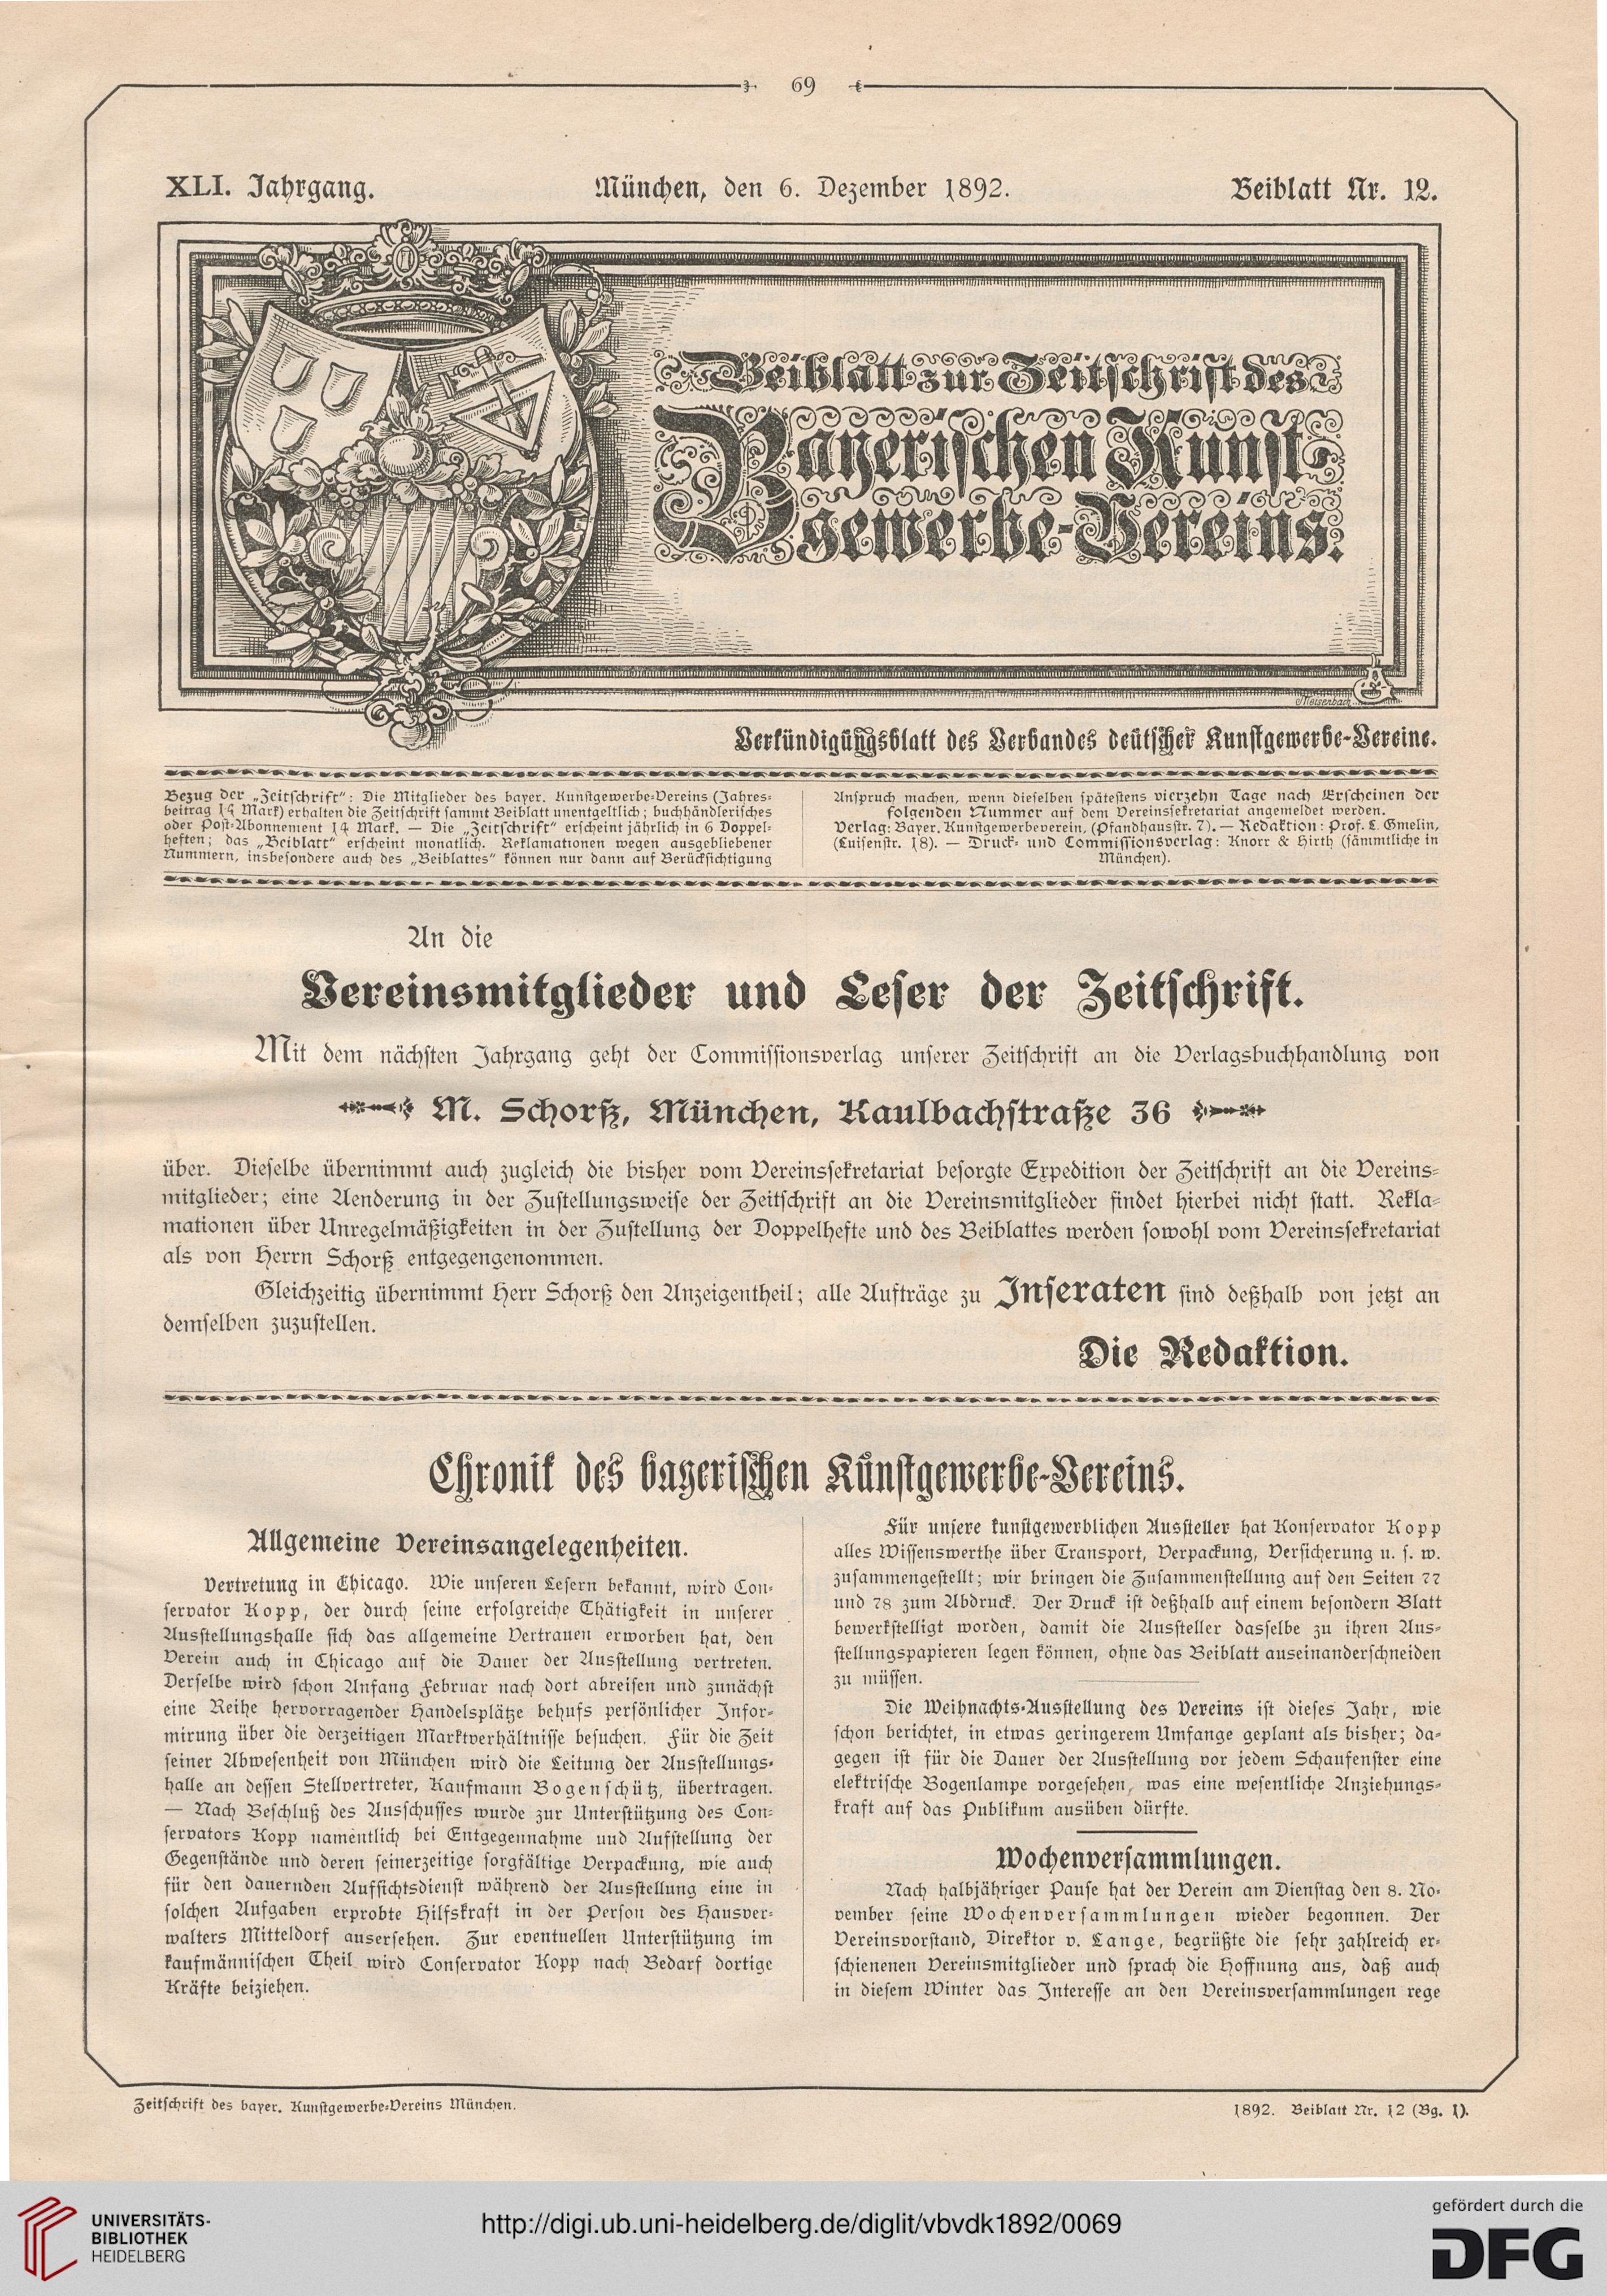 69
XLI. Jahrgang.
München, den 6. Dezember 1892.
Beiblatt Nr. 12.
Beiblatt zur Zeitschrift des
Bayerischen Kunst-
gewerbe-Vereins.
Meisenbach
Verkündigungsblatt des Verbandes deutscher Kunstgewerbe-Vereine.
Bezug der „Zeitschrift“: Die Mitglieder des bayer. Kunstgewerbe-Vereins (Jahres-
beitrag 14 Mark) erhalten die Zeitschrift sammt Beiblatt unentgeltlich; buchhändlerisches
oder Post-Abonnement 14 Mark. — Die „Zeitschrift“ erscheint jährlich in 6 Doppel-
heften; das „Beiblatt“ erscheint monatlich. Reklamationen wegen ausgebliebener
Nummern, insbesondere auch des „Beiblattes“ können nur dann auf Berücksichtigung
Anspruch machen, wenn dieselben spätestens vierzehn Tage nach Erscheinen der
folgenden Nummer auf dem Vereinssekretariat angemeldet werden.
Verlag: Bayer. Kunstgewerbeverein, (Pfandhausstr. 7). — Redaktion: Prof. L. Gmelin,
(Luisenstr. 18). — Druck- und Commissionsverlag: Knorr & Hirth (sämmtliche in
München).
An die
Vereinsmitglieder und Leser der Zeitschrift.
Mit dem nächsten Jahrgang geht der Commissionsverlag unserer Zeitschrift an die Verlagsbuchhandlung von
M. Schorß, München, Kaulbachstraße 36
über. Dieselbe übernimmt auch zugleich die bisher vom Vereinssekretariat besorgte Expedition der Zeitschrift an die Vereins-
mitglieder; eine Aenderung in der Zustellungsweise der Zeitschrift an die Vereinsmitglieder findet hierbei nicht statt. Rekla-
mationen über Unregelmäßigkeiten in der Zustellung der Doppelhefte und des Beiblattes werden sowohl vom Vereinssekretariat
als von Herrn Schorß entgegengenommen.
Gleichzeitig übernimmt Herr Schorß den Anzeigentheil; alle Aufträge zu Inseraten sind deßhalb von jetzt an
demselben zuzustellen.
Die Redaktion.
Chronik des bayerischen Kunstgewerbe-Vereins.
Allgemeine Vereinsangelegenheiten.
Vertretung in Chicago. Wie unseren Lesern bekannt, wird Con-
servator Kopp, der durch seine erfolgreiche Thätigkeit in unserer
Ausstellungshalle sich das allgemeine Vertrauen erworben hat, den
Verein auch in Chicago auf die Dauer der Ausstellung vertreten.
Derselbe wird schon Anfang Februar nach dort abreisen und zunächst
eine Reihe hervorragender Handelsplätze behufs persönlicher Infor-
mirung über die derzeitigen Marktverhältnisse besuchen. Für die Zeit
seiner Abwesenheit von München wird die Leitung der Ausstellungs-
halle an dessen Stellvertreter, Kaufmann Bogenschütz, übertragen.
— Nach Beschluß des Ausschusses wurde zur Unterstützung des Con-
servators Kopp namentlich bei Entgegennahme und Aufstellung der
Gegenstände und deren seinerzeitige sorgfältige Verpackung, wie auch
für den dauernden Aufsichtsdienst während der Ausstellung eine in
solchen Aufgaben erprobte Hilfskraft in der Person des Hausver-
walters Mitteldorf ausersehen. Zur eventuellen Unterstützung im
kaufmännischen Theil wird Conservator Kopp nach Bedarf dortige
Kräfte beiziehen.
Für unsere kunstgewerblichen Aussteller hat Konservator Kopp
alles Wissenswerthe über Transport, Verpackung, Versicherung u. s. w.
zusammengestellt; wir bringen die Zusammenstellung auf den Seiten 77
und 78 zum Abdruck. Der Druck ist deßhalb auf einem besondern Blatt
bewerkstelligt worden, damit die Aussteller dasselbe zu ihren Aus-
stellungspapieren legen können, ohne das Beiblatt auseinanderschneiden
zu müssen.
Die Weihnachts-Ausstellung des Vereins ist dieses Jahr, wie
schon berichtet, in etwas geringerem Umfange geplant als bisher; da-
gegen ist für die Dauer der Ausstellung vor jedem Schaufenster eine
elektrische Bogenlampe vorgesehen, was eine wesentliche Anziehungs-
kraft auf das Publikum ausüben dürfte.
Wochenversammlungen.
Nach halbjähriger Pause hat der Verein am Dienstag den 8. No-
vember seine Wochenversammlungen wieder begonnen. Der
Vereinsvorstand, Direktor v. Lange, begrüßte die sehr zahlreich er-
schienenen Vereinsmitglieder und sprach die Hoffnung aus, daß auch
in diesem Winter das Interesse an den Vereinsversammlungen rege
Zeitschrift des bayer. Kunstgewerbe-Vereins München.
1892. Beiblatt Nr. 12 (Bg. 1).
UNIVERSITÄTS-
BIBLIOTHEK
HEIDELBERG
http://digi.ub.uni-heidelberg.de/diglit/vbvdk1892/0069
gefördert durch die
DFG